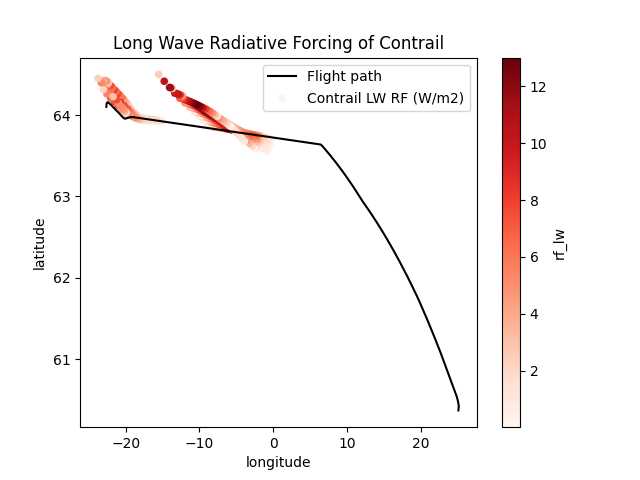 Long Wave Radiative Forcing of Contrail
Flight path
Contrail LW RF (W/m2)
64
63
62
61
latitude
−20
−10
0
10
20
longitude
12
10
8
6
4
2
rf_lw